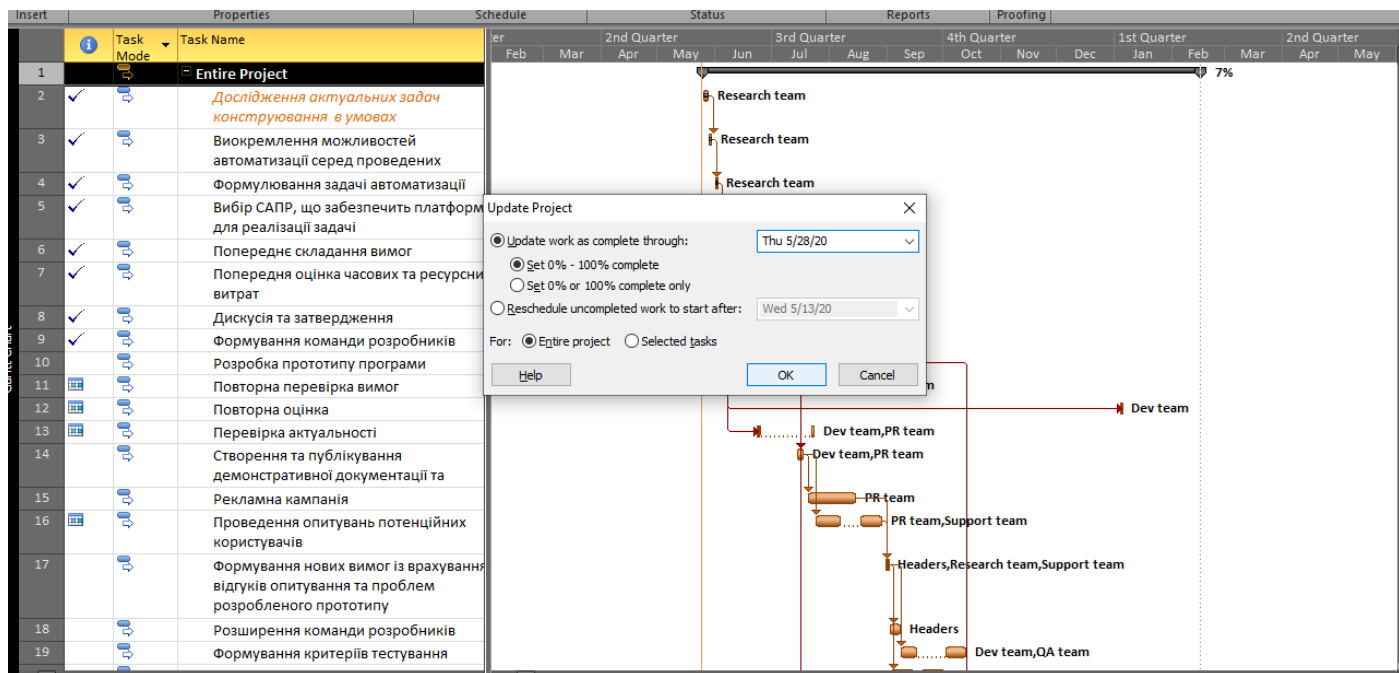 Insert Properties Schedule Status Reports Proofing
Task Mode Task Name
ter 2nd Quarter 3rd Quarter 4th Quarter 1st Quarter 2nd Quarter
Feb Mar Apr May Jun Jul Aug Sep Oct Nov Dec Jan Feb Mar Apr May
1 Entire Project 7%
2 Дослідження актуальних задач
конструювання в умовах
Research team
3 Виокремлення можливостей
автоматизації серед проведених
Research team
4 Формулювання задачі автоматизації
Research team
5 Вибір САПР, що забезпечить платформ
для реалізації задачі
6 Попереднє складання вимог
7 Попередня оцінка часових та ресурсни
витрат
8 Дискусія та затвердження
9 Формування команди розробників
10 Розробка прототипу програми
11 Повторна перевірка вимог
12 Повторна оцінка
Dev team
13 Перевірка актуальності
Dev team,PR team
14 Створення та публікування
демонстративної документації та
Dev team,PR team
15 Рекламна кампанія
PR team
16 Проведення опитувань потенційних
користувачів
PR team,Support team
17 Формування нових вимог із врахування
відгуків опитування та проблем
розробленого прототипу
Headers,Research team,Support team
18 Розширення команди розробників
Headers
19 Формування критеріїв тестування
Dev team,QA team
Update Project
Update work as complete through: Thu 5/28/20
Set 0% - 100% complete
Set 0% or 100% complete only
Reschedule uncompleted work to start after: Wed 5/13/20
For: Entire project Selected tasks
Help OK Cancel